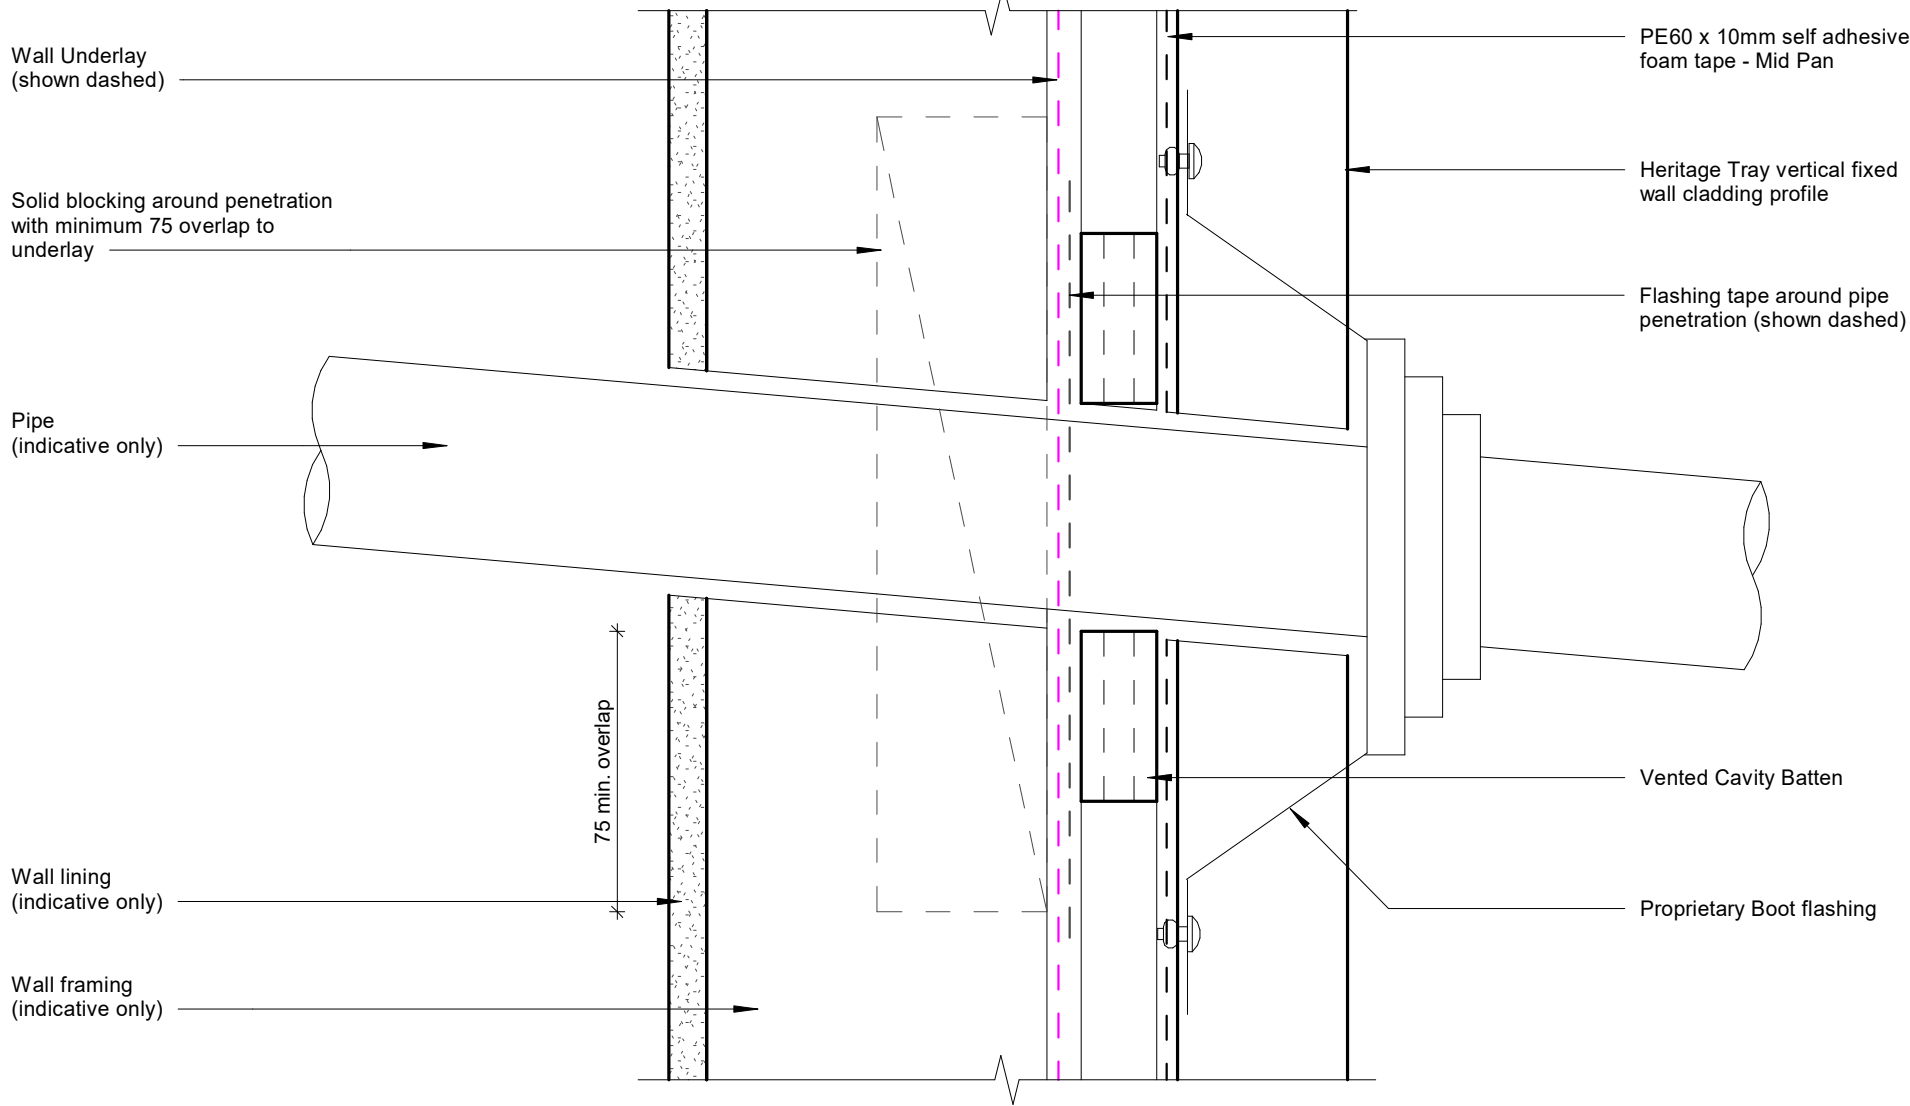 Wall Underlay
(shown dashed)
Solid blocking around penetration
with minimum 75 overlap to
underlay
Pipe
(indicative only)
75 min. overlap
Wall lining
(indicative only)
Wall framing
(indicative only)
PE60 x 10mm self adhesive
foam tape - Mid Pan
Heritage Tray vertical fixed
wall cladding profile
Flashing tape around pipe
penetration (shown dashed)
Vented Cavity Batten
Proprietary Boot flashing